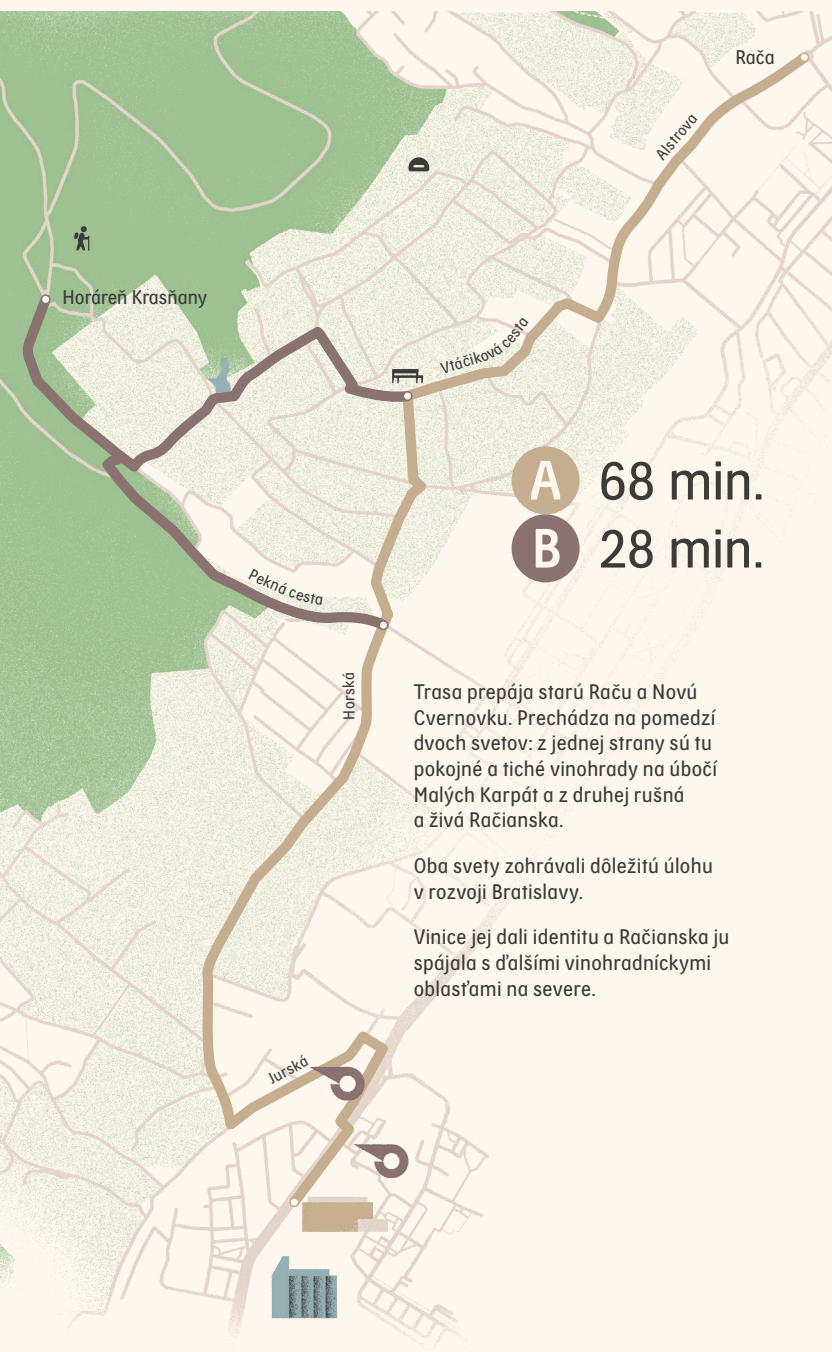 Rača
Alstrova
Horáreň Krasňany
Vtáčiková cesta
A 68 min.
B 28 min.
Pekná cesta
Horská
Trasa prepája starú Raču a Novú
Cvernovku. Prechádza na pomedzí
dvoch svetov: z jednej strany sú tu
pokojné a tiché vinohrady na úbočí
Malých Karpát a z druhej rušná
a živá Račianska.
Oba svety zohrávali dôležitú úlohu
v rozvoji Bratislavy.
Vinice jej dali identitu a Račianska ju
spájala s ďalšími vinohradníckymi
oblasťami na severe.
Jurská